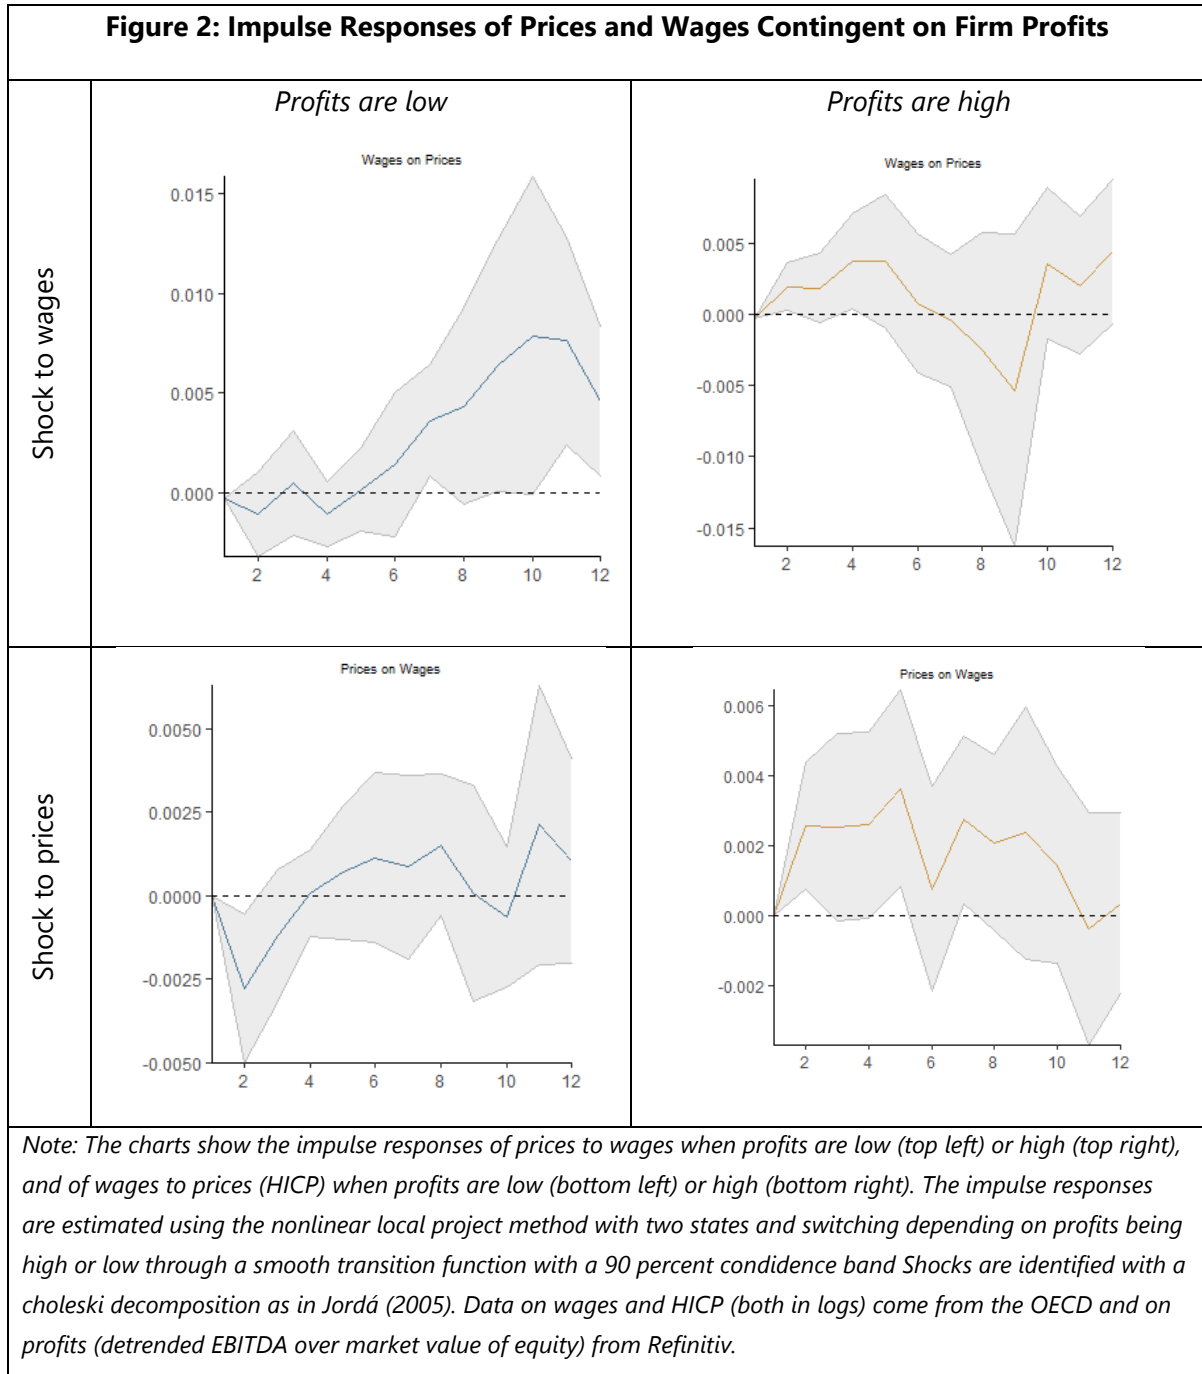 Figure 2: Impulse Responses of Prices and Wages Contingent on Firm Profits
Profits are low
Profits are high
Shock to wages
Wages on Prices
0.015
0.010
0.005
0.000
2 4 6 8 10 12
Wages on Prices
0.005
0.000
-0.005
-0.010
-0.015
2 4 6 8 10 12
Shock to prices
Prices on Wages
0.0050
0.0025
0.0000
-0.0025
-0.0050
2 4 6 8 10 12
Prices on Wages
0.006
0.004
0.002
0.000
-0.002
2 4 6 8 10 12
Note: The charts show the impulse responses of prices to wages when profits are low (top left) or high (top right),
and of wages to prices (HICP) when profits are low (bottom left) or high (bottom right). The impulse responses
are estimated using the nonlinear local project method with two states and switching depending on profits being
high or low through a smooth transition function with a 90 percent condidence band Shocks are identified with a
choleski decomposition as in Jordá (2005). Data on wages and HICP (both in logs) come from the OECD and on
profits (detrended EBITDA over market value of equity) from Refinitiv.